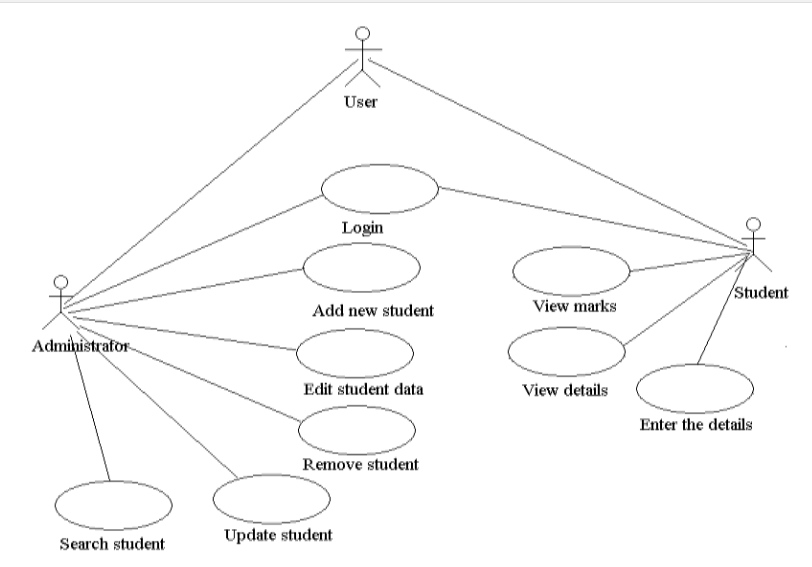 User
Login
Add new student
View marks
Student
Administrator
Edit student data
View details
Enter the details
Remove student
Search student
Update student